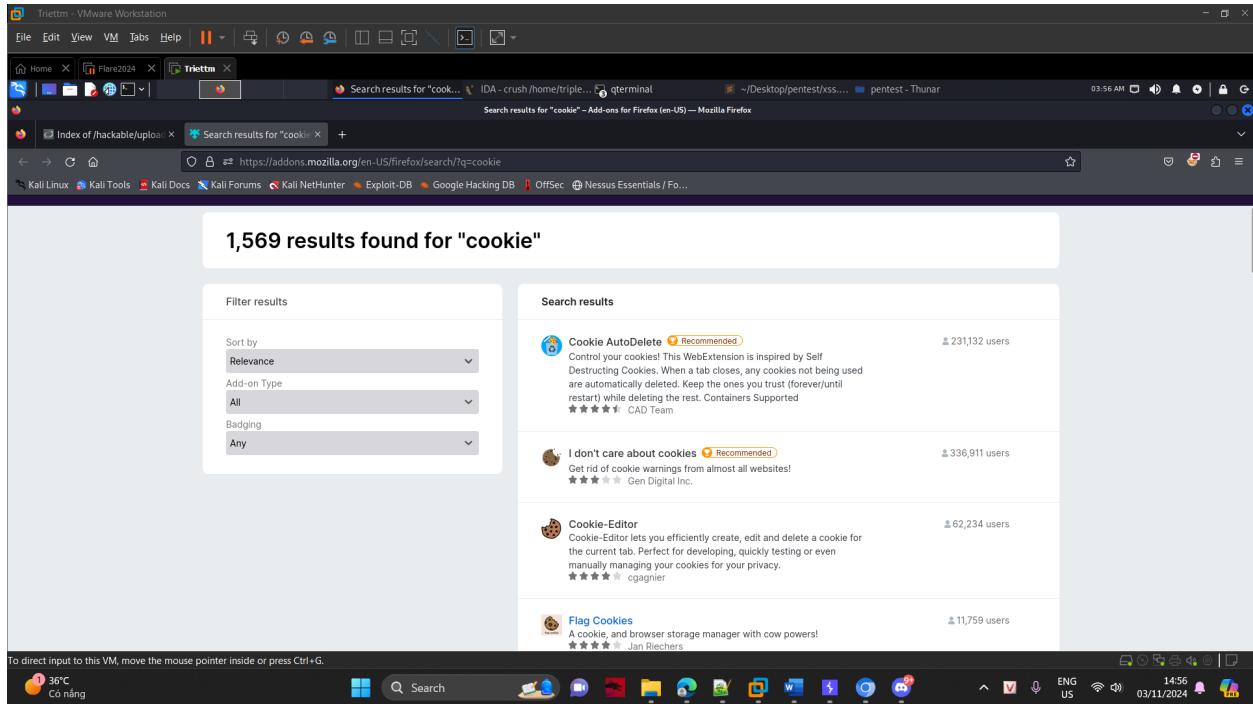 Triettm - VMware Workstation
File Edit View VM Tabs Help
Home Flare2024 Triettm
Search results for "cook... IDA - crush /home/triple... qterminal ~/Desktop/pentest/xss.... pentest - Thunar 03:56 AM
Search results for "cookie" – Add-ons for Firefox (en-US) — Mozilla Firefox
Index of /hackable/upload Search results for "cookie
https://addons.mozilla.org/en-US/firefox/search/?q=cookie
Kali Linux Kali Tools Kali Docs Kali Forums Kali NetHunter Exploit-DB Google Hacking DB OffSec Nessus Essentials / Fo...
1,569 results found for "cookie"
Filter results
Sort by
Relevance
Add-on Type
All
Badging
Any
Search results
Cookie AutoDelete Recommended 231,132 users
Control your cookies! This WebExtension is inspired by Self
Destructing Cookies. When a tab closes, any cookies not being used
are automatically deleted. Keep the ones you trust (forever/until
restart) while deleting the rest. Containers Supported
CAD Team
I don't care about cookies Recommended 336,911 users
Get rid of cookie warnings from almost all websites!
Gen Digital Inc.
Cookie-Editor 62,234 users
Cookie-Editor lets you efficiently create, edit and delete a cookie for
the current tab. Perfect for developing, quickly testing or even
manually managing your cookies for your privacy.
cgagnier
Flag Cookies 11,759 users
A cookie, and browser storage manager with cow powers!
Jan Riechers
To direct input to this VM, move the mouse pointer inside or press Ctrl+G.
1 36°C
Có nắng
Search
V ENG
US
14:56
03/11/2024